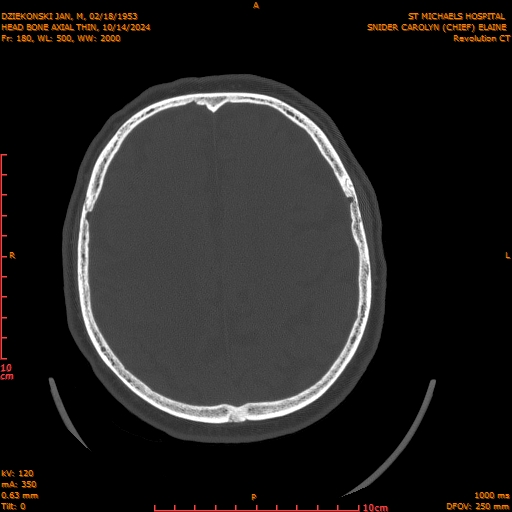 A
DZIEKONSKI JAN, M, 02/18/1953
HEAD BONE AXIAL THIN, 10/14/2024
Fr: 180, WL: 500, WW: 2000
ST MICHAELS HOSPITAL
SNIDER CAROLYN (CHIEF) ELAINE
Revolution CT
R
L
10
cm
kV: 120
mA: 350
0.63 mm
Tilt: 0
P
10cm
1000 ms
DFOV: 250 mm